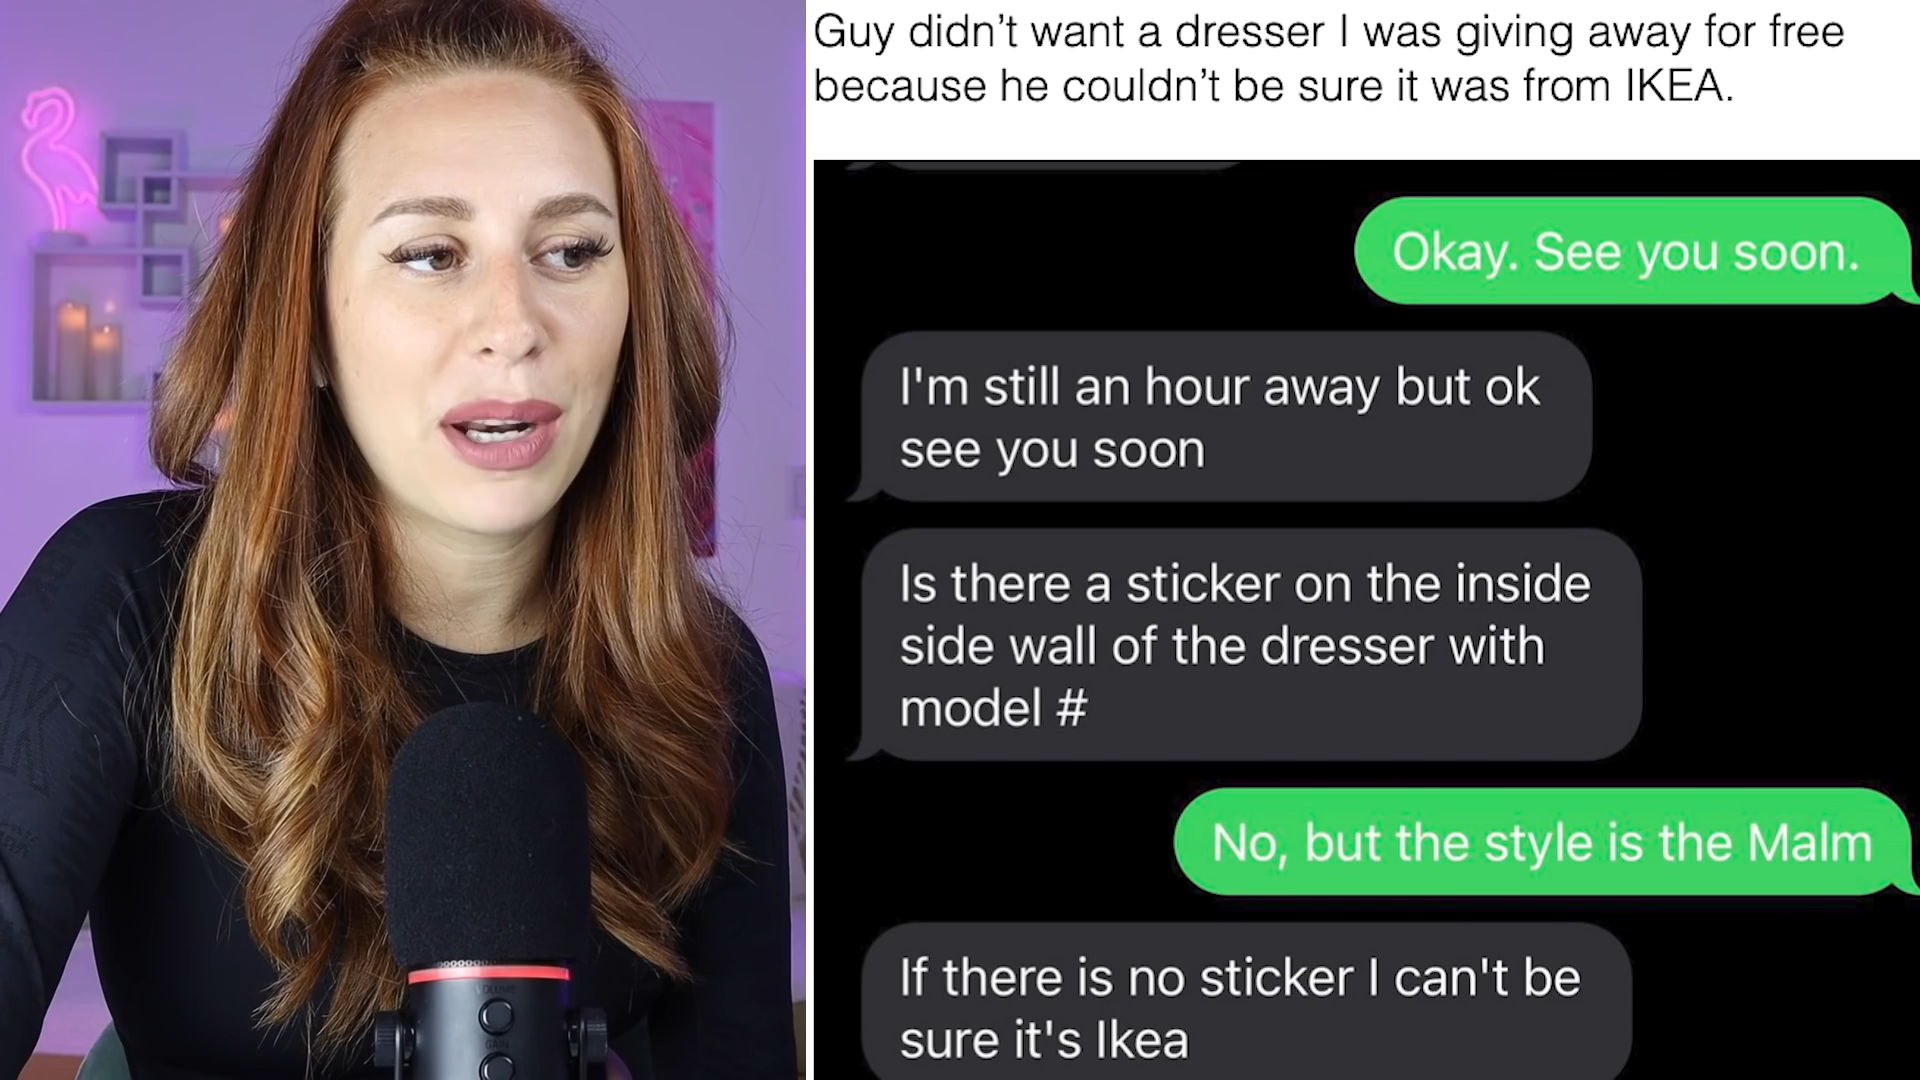 Guy didn't want a dresser I was giving away for free
because he couldn't be sure it was from IKEA.
Okay. See you soon.
I'm still an hour away but ok
see you soon
Is there a sticker on the inside
side wall of the dresser with
model #
No, but the style is the Malm
If there is no sticker I can't be
sure it's Ikea
VOLUME
GAIN